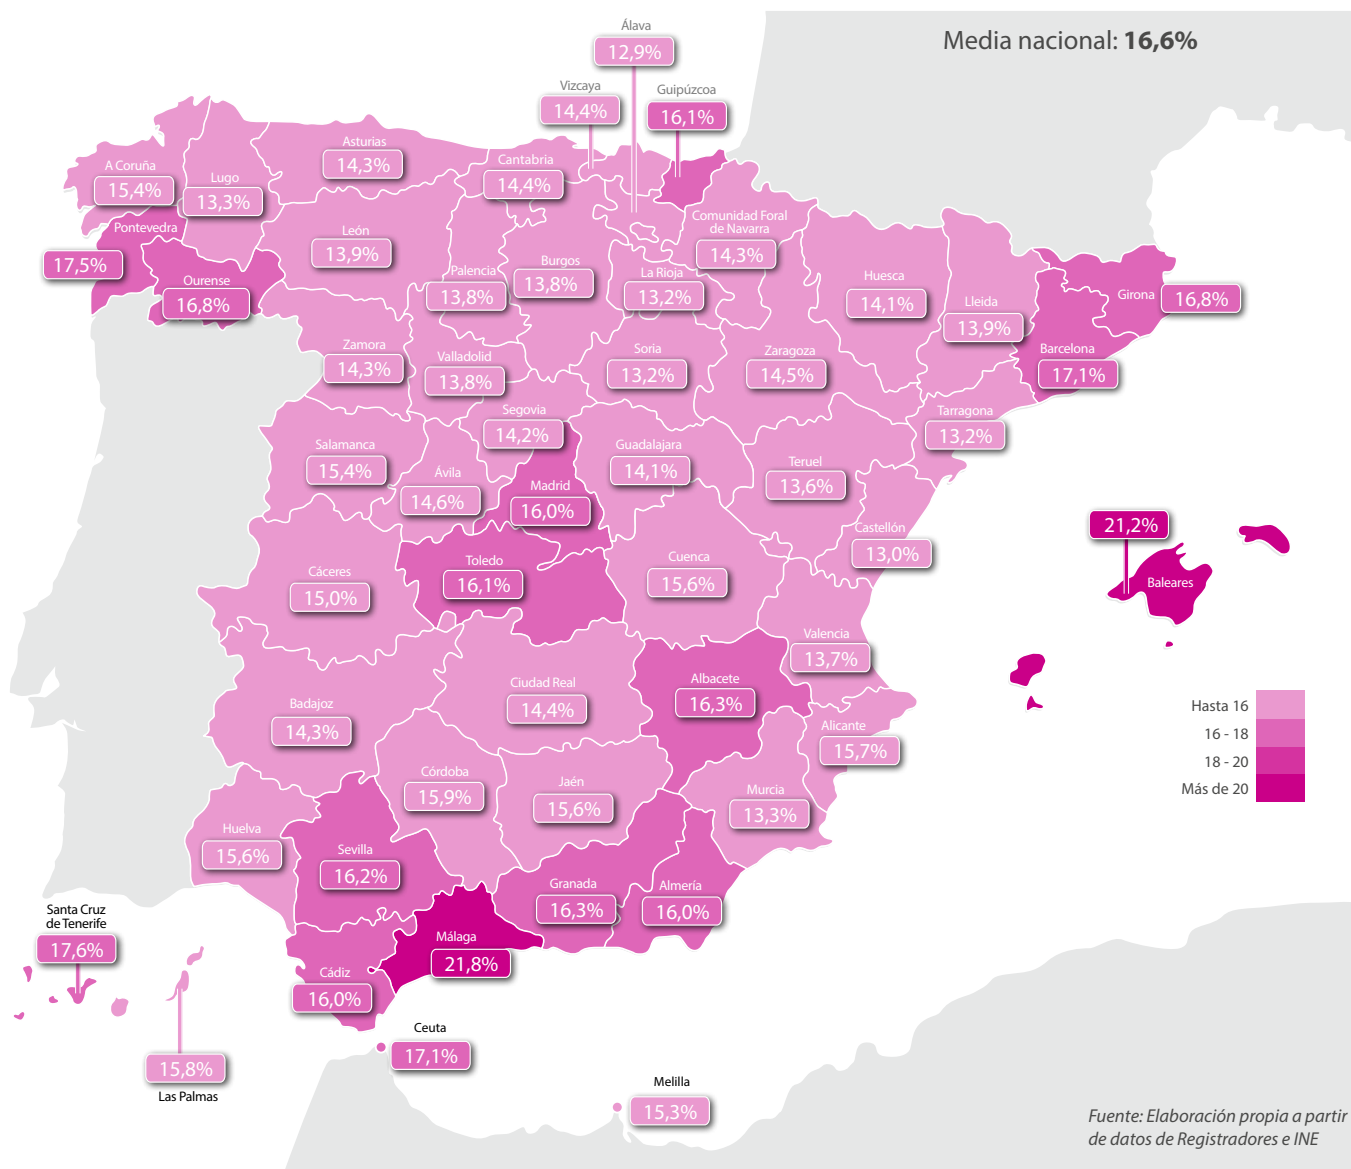 Media nacional: 16,6%
Álava
12,9%
Vizcaya
14,4%
Guipúzcoa
16,1%
Asturias
14,3%
Cantabria
14,4%
A Coruña
15,4%
Lugo
13,3%
Pontevedra
17,5%
Ourense
16,8%
León
13,9%
Palencia
13,8%
Burgos
13,8%
La Rioja
13,2%
Comunidad Foral
de Navarra
14,3%
Huesca
14,1%
Lleida
13,9%
Girona
16,8%
Barcelona
17,1%
Zamora
14,3%
Valladolid
13,8%
Soria
13,2%
Zaragoza
14,5%
Tarragona
13,2%
Segovia
14,2%
Salamanca
15,4%
Ávila
14,6%
Madrid
16,0%
Guadalajara
14,1%
Teruel
13,6%
Castellón
13,0%
21,2%
Baleares
Cáceres
15,0%
Toledo
16,1%
Cuenca
15,6%
Valencia
13,7%
Badajoz
14,3%
Ciudad Real
14,4%
Albacete
16,3%
Alicante
15,7%
Hasta 16
16 - 18
18 - 20
Más de 20
Córdoba
15,9%
Jaén
15,6%
Murcia
13,3%
Huelva
15,6%
Sevilla
16,2%
Granada
16,3%
Almería
16,0%
Málaga
21,8%
Cádiz
16,0%
Santa Cruz
de Tenerife
17,6%
15,8%
Las Palmas
Ceuta
17,1%
Melilla
15,3%
Fuente: Elaboración propia a partir
de datos de Registradores e INE